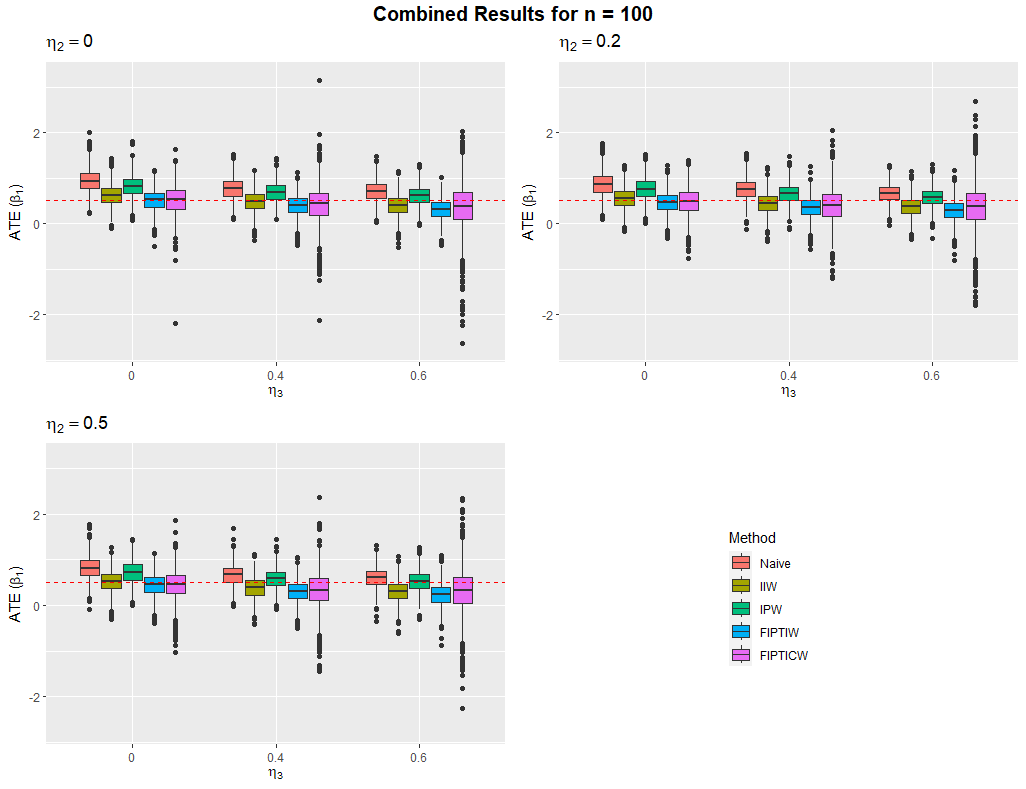 Combined Results for n = 100
η₂ = 0
ATE (β₁)
2
0
-2
0 0.4 0.6
η₃
η₂ = 0.2
ATE (β₁)
2
0
-2
0 0.4 0.6
η₃
η₂ = 0.5
ATE (β₁)
2
0
-2
0 0.4 0.6
η₃
Method
Naive
IIW
IPW
FIPTIW
FIPTICW